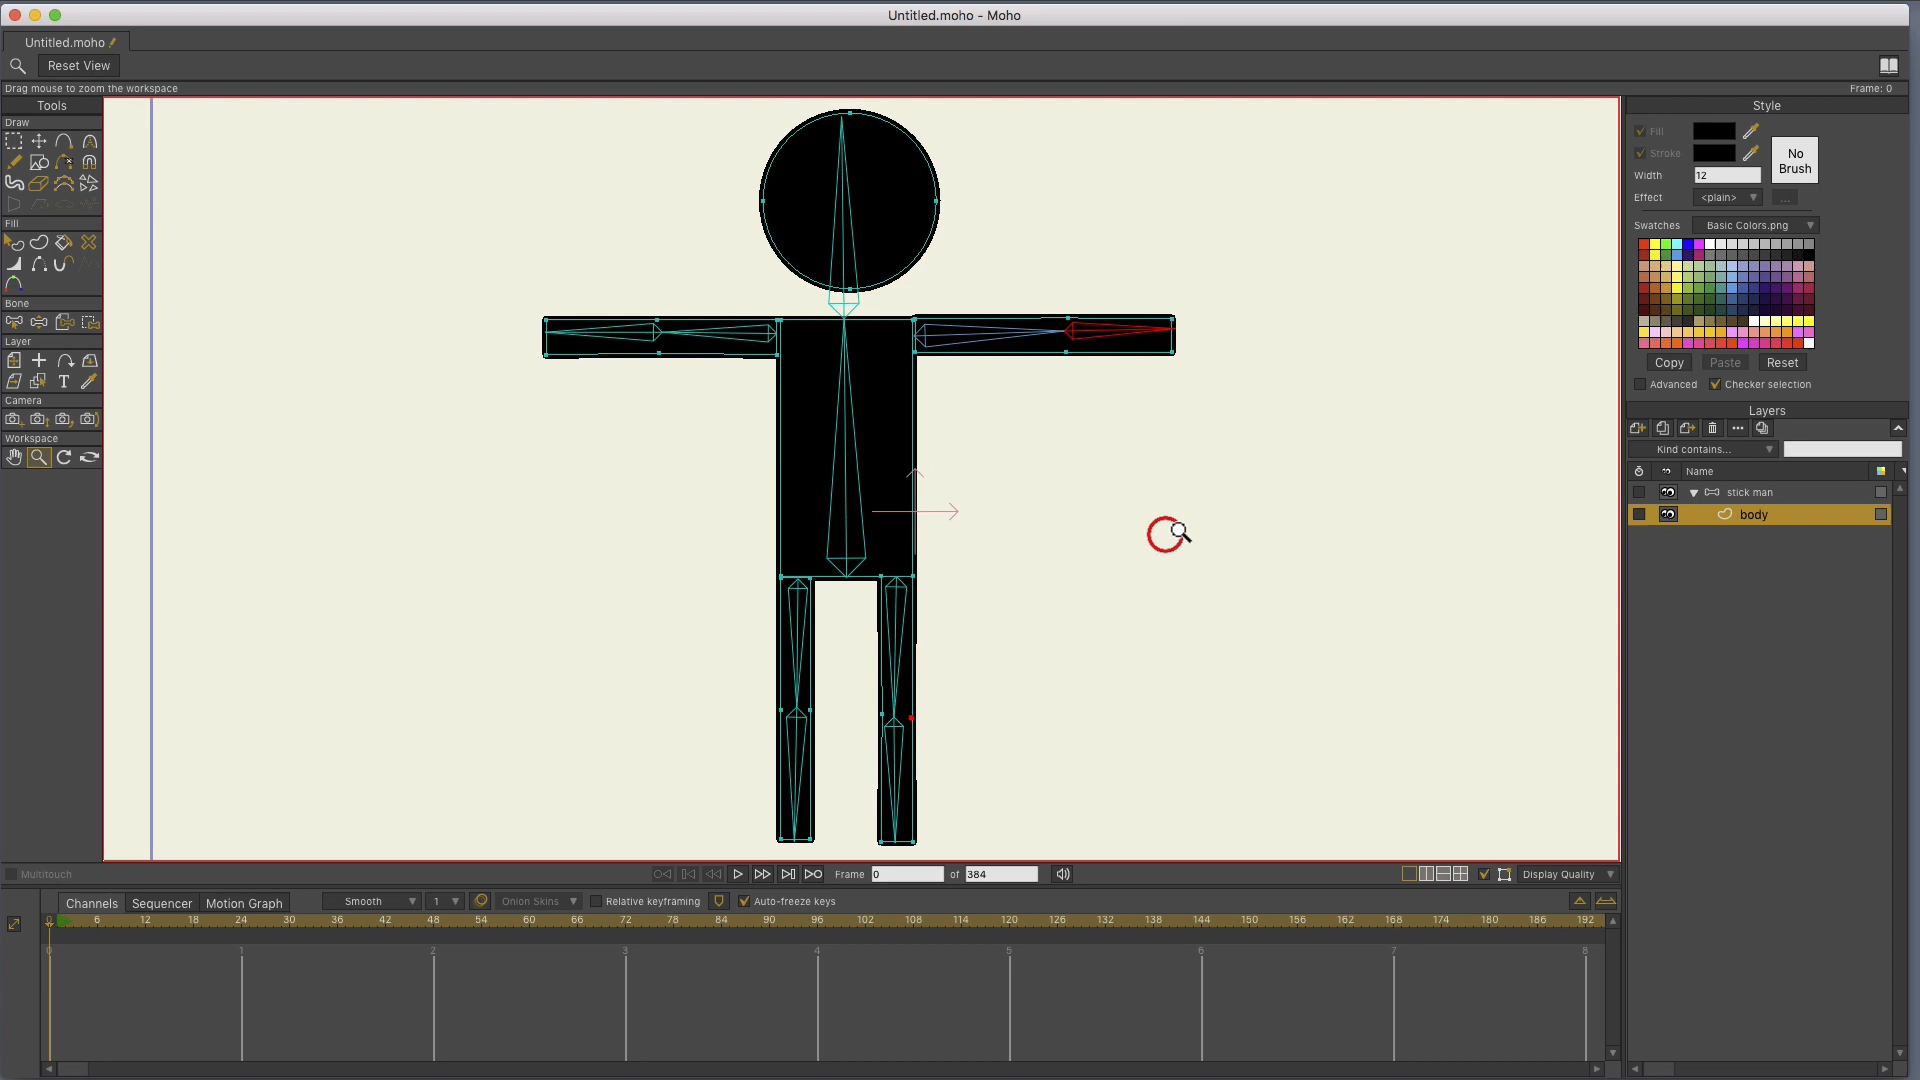 Untitled.moho - Moho
Untitled.moho
Reset View
Drag mouse to zoom the workspace
Frame: 0
Tools
Draw
Fill
Bone
Layer
T
Camera
Workspace
Style
Fill
Stroke
No
Brush
Width
12
Effect
<plain>
...
Swatches
Basic Colors.png
Copy
Paste
Reset
Advanced
Checker selection
Layers
Kind contains...
Name
stick man
body
Multitouch
Frame
0
of
384
Display Quality
Channels
Sequencer
Motion Graph
Smooth
1
Onion Skins
Relative keyframing
Auto-freeze keys
0 6 12 18 24 30 36 42 48 54 60 66 72 78 84 90 96 102 108 114 120 126 132 138 144 150 156 162 168 174 180 186 192
0 1 2 3 4 5 6 7 8